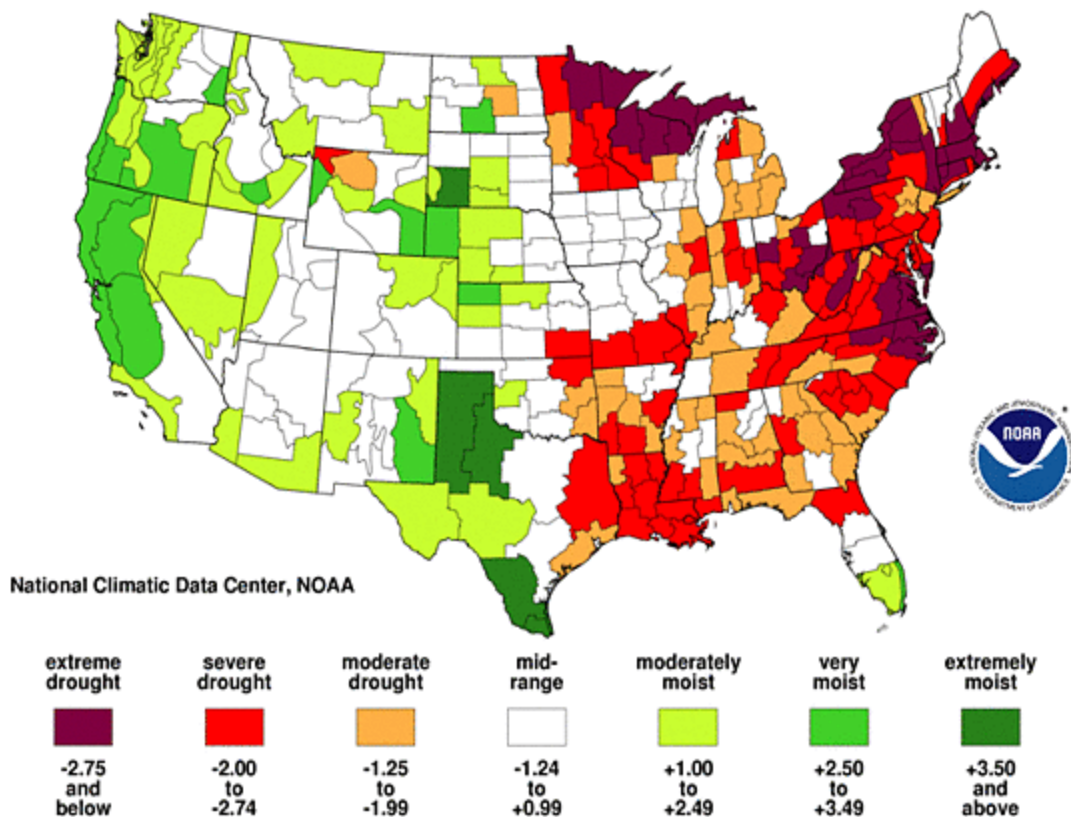 NOAA
National Climatic Data Center, NOAA
extreme drought
severe drought
moderate drought
mid-range
moderately moist
very moist
extremely moist
-2.75 and below
-2.00 to -2.74
-1.25 to -1.99
-1.24 to +0.99
+1.00 to +2.49
+2.50 to +3.49
+3.50 and above